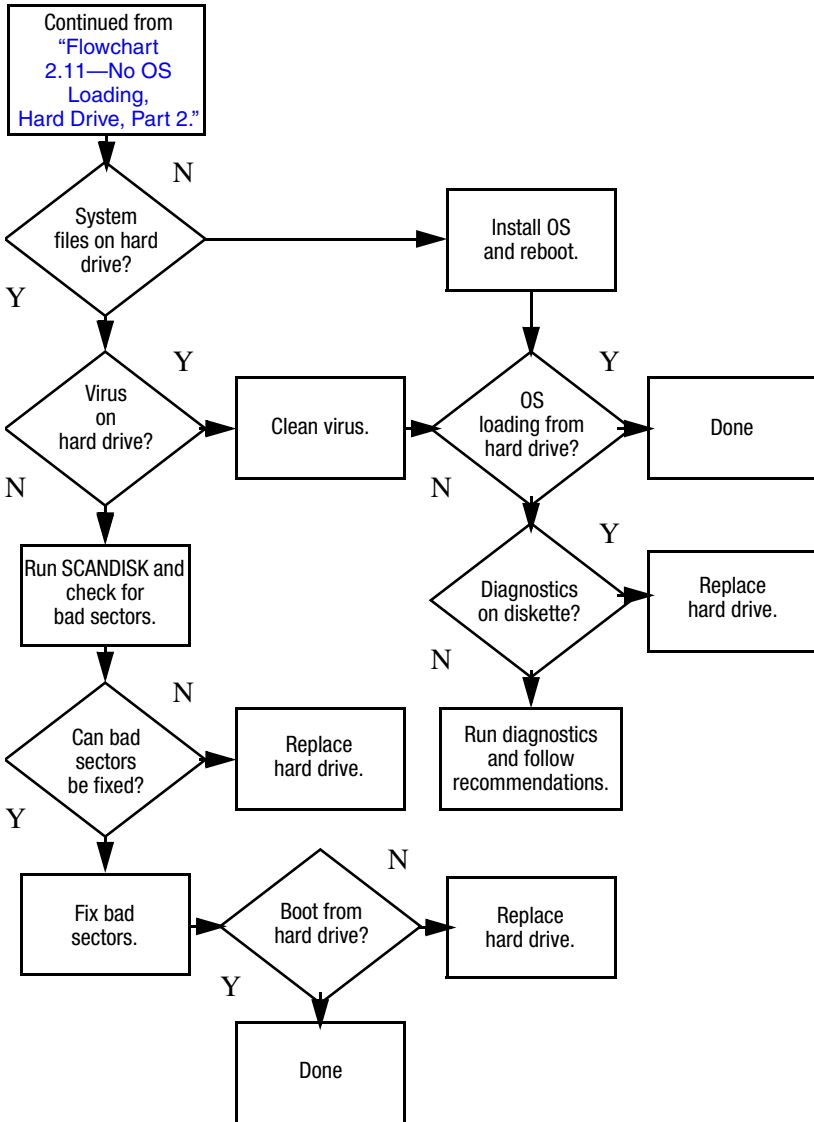 Continued from
“Flowchart
2.11—No OS
Loading,
Hard Drive, Part 2.”
N
System
files on hard
drive?
Install OS
and reboot.
Y
Y
Virus
on
hard drive?
Clean virus.
Y
OS
loading from
hard drive?
Done
N
N
Run SCANDISK and
check for
bad sectors.
Y
Diagnostics
on diskette?
Replace
hard drive.
N
N
Can bad
sectors
be fixed?
Replace
hard drive.
Run diagnostics
and follow
recommendations.
Y
N
Fix bad
sectors.
Boot from
hard drive?
Replace
hard drive.
Y
Done